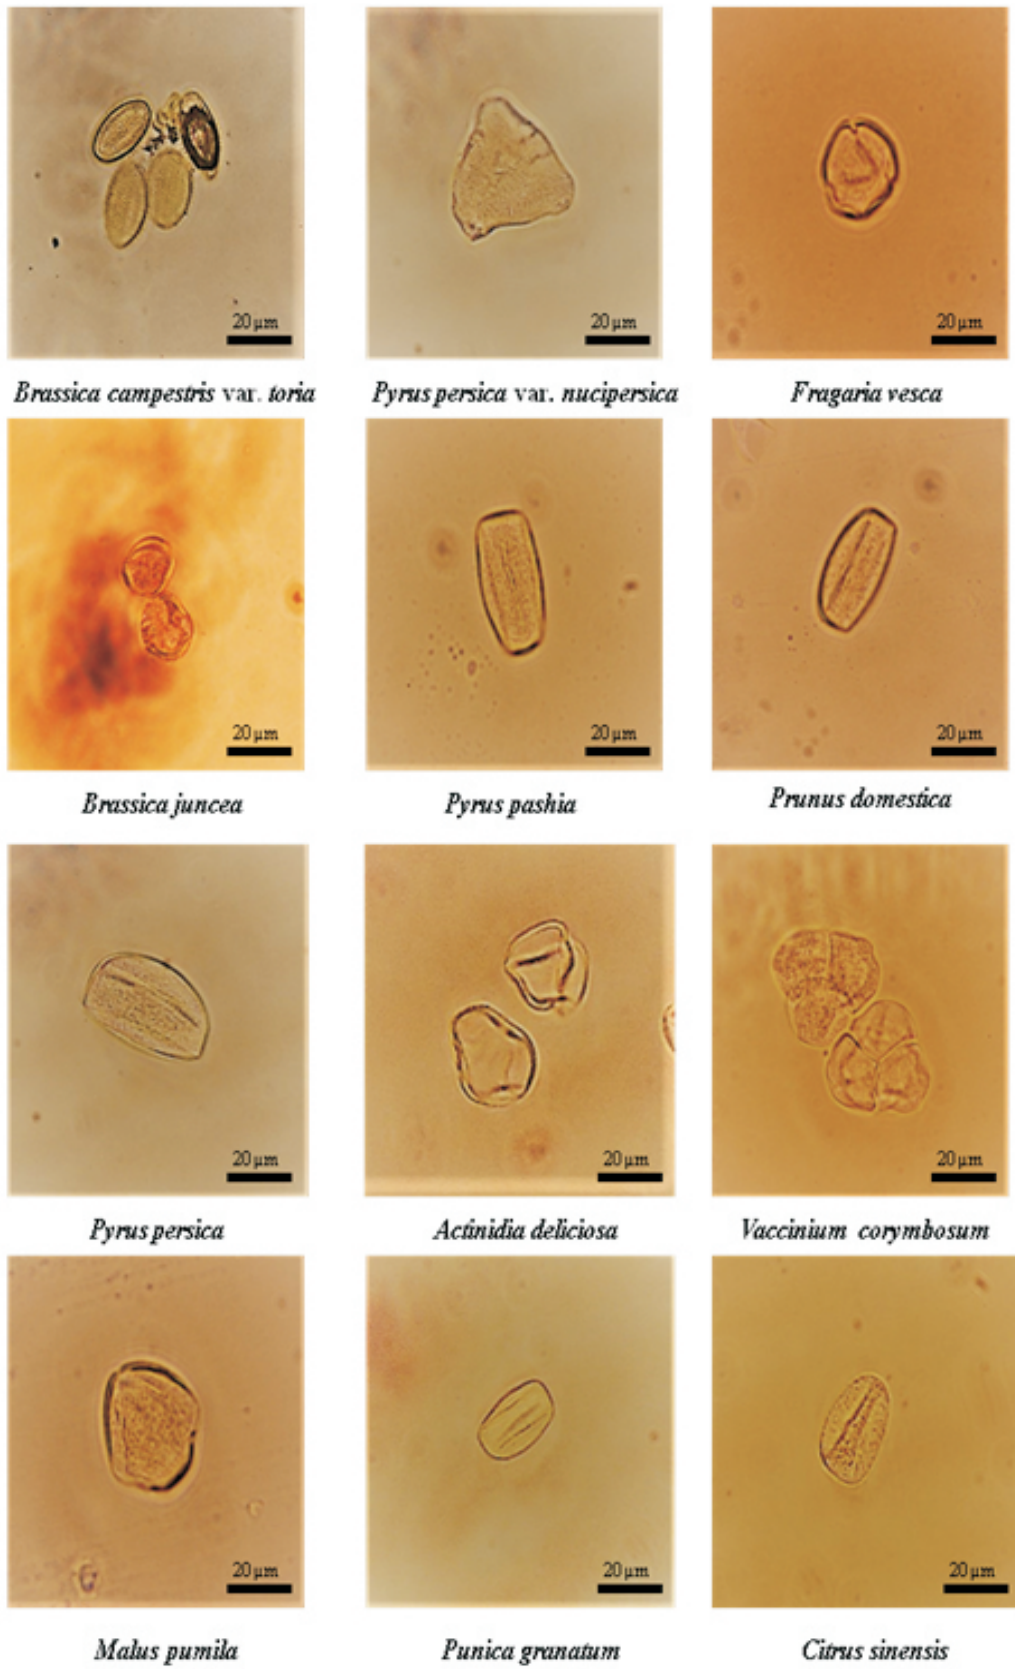 20 µm
20 µm
20 µm
Brassica campestris var. toria
Pyrus persica var. nucipersica
Fragaria vesca
20 µm
20 µm
20 µm
Brassica juncea
Pyrus pashia
Prunus domestica
20 µm
20 µm
20 µm
Pyrus persica
Actinidia deliciosa
Vaccinium corymbosum
20 µm
20 µm
20 µm
Malus pumila
Punica granatum
Citrus sinensis